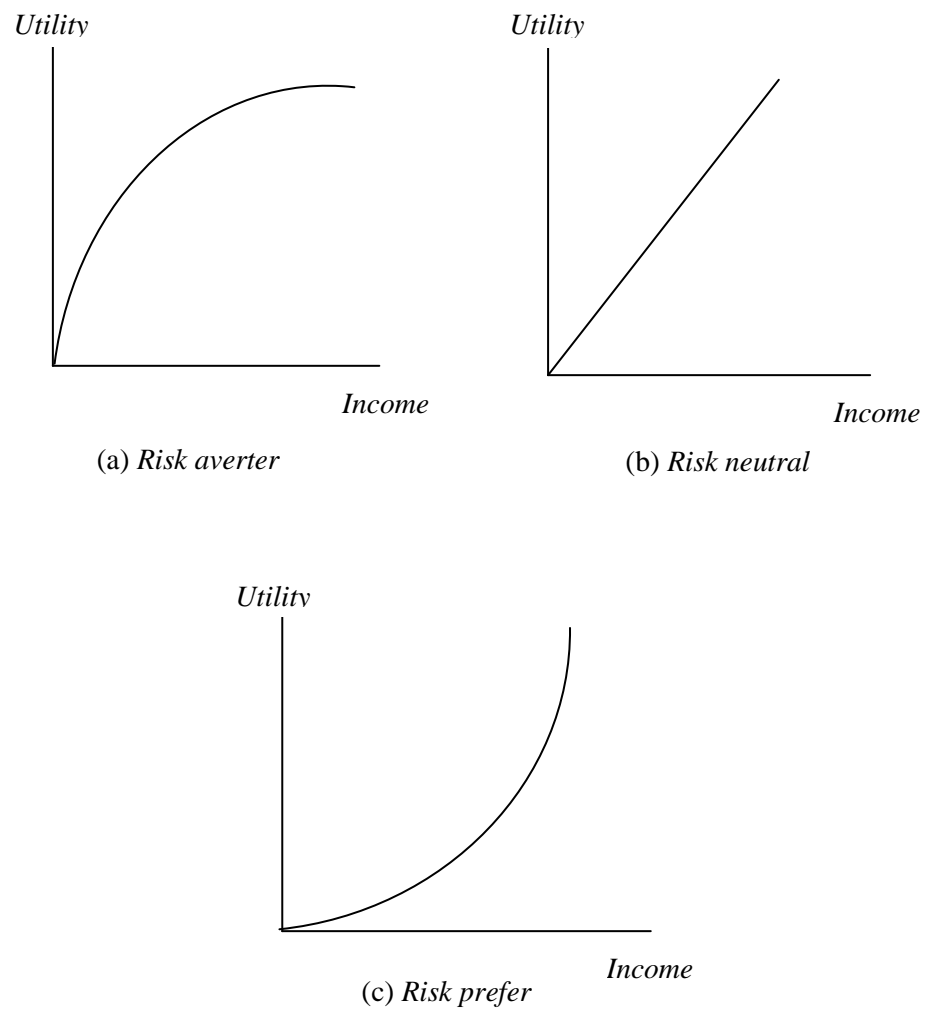 Utility
Utility
Income
Income
(a) Risk averter
(b) Risk neutral
Utility
Income
(c) Risk prefer